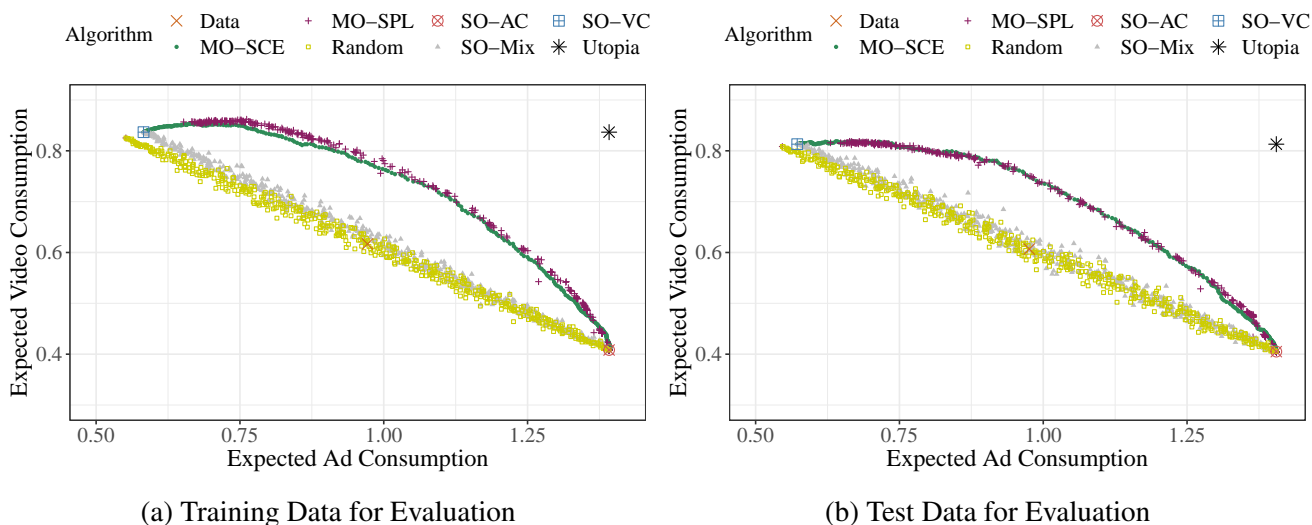 Algorithm Data MO−SPL SO−AC SO−VC
MO−SCE Random SO−Mix Utopia
Expected Video Consumption
0.8
0.6
0.4
0.50 0.75 1.00 1.25
Expected Ad Consumption
(a) Training Data for Evaluation
Algorithm Data MO−SPL SO−AC SO−VC
MO−SCE Random SO−Mix Utopia
Expected Video Consumption
0.8
0.6
0.4
0.50 0.75 1.00 1.25
Expected Ad Consumption
(b) Test Data for Evaluation